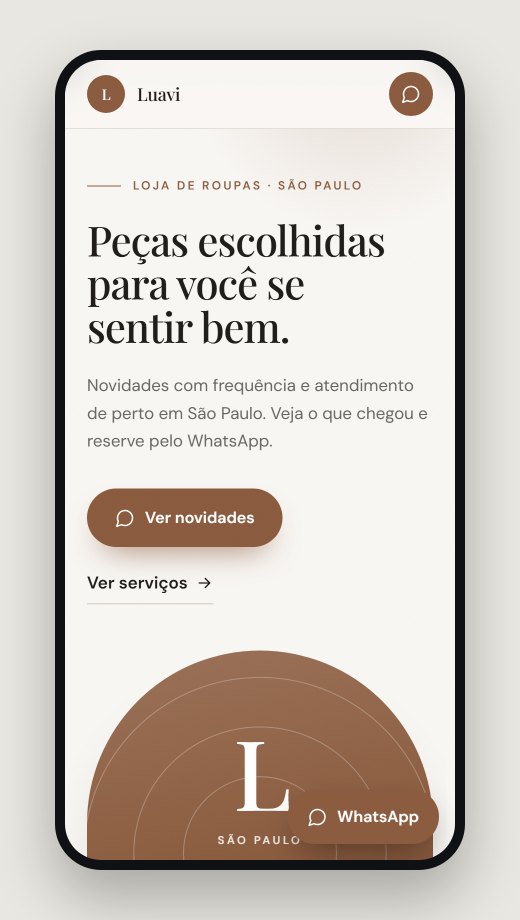 L
Luavi
LOJA DE ROUPAS · SÃO PAULO
Peças escolhidas
para você se
sentir bem.
Novidades com frequência e atendimento
de perto em São Paulo. Veja o que chegou e
reserve pelo WhatsApp.
Ver novidades
Ver serviços →
L
SÃO PAULO
WhatsApp